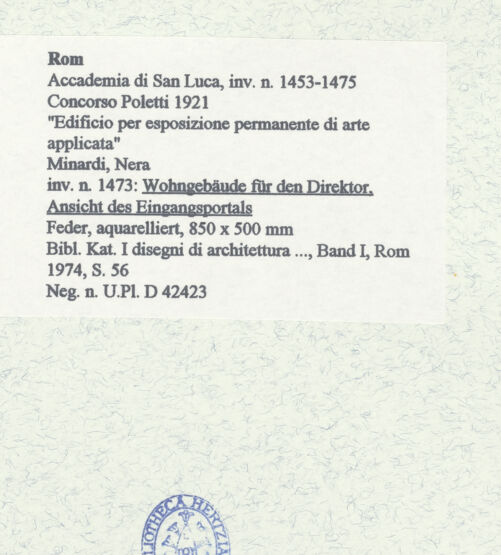 Rom
Accademia di San Luca, inv. n. 1453-1475
Concorso Poletti 1921
"Edificio per esposizione permanente di arte
applicata"
Minardi, Nera
inv. n. 1473: Wohngebäude für den Direktor,
Ansicht des Eingangsportals
Feder, aquarelliert, 850 x 500 mm
Bibl. Kat. I disegni di architettura ..., Band I, Rom
1974, S. 56
Neg. n. U.Pl. D 42423